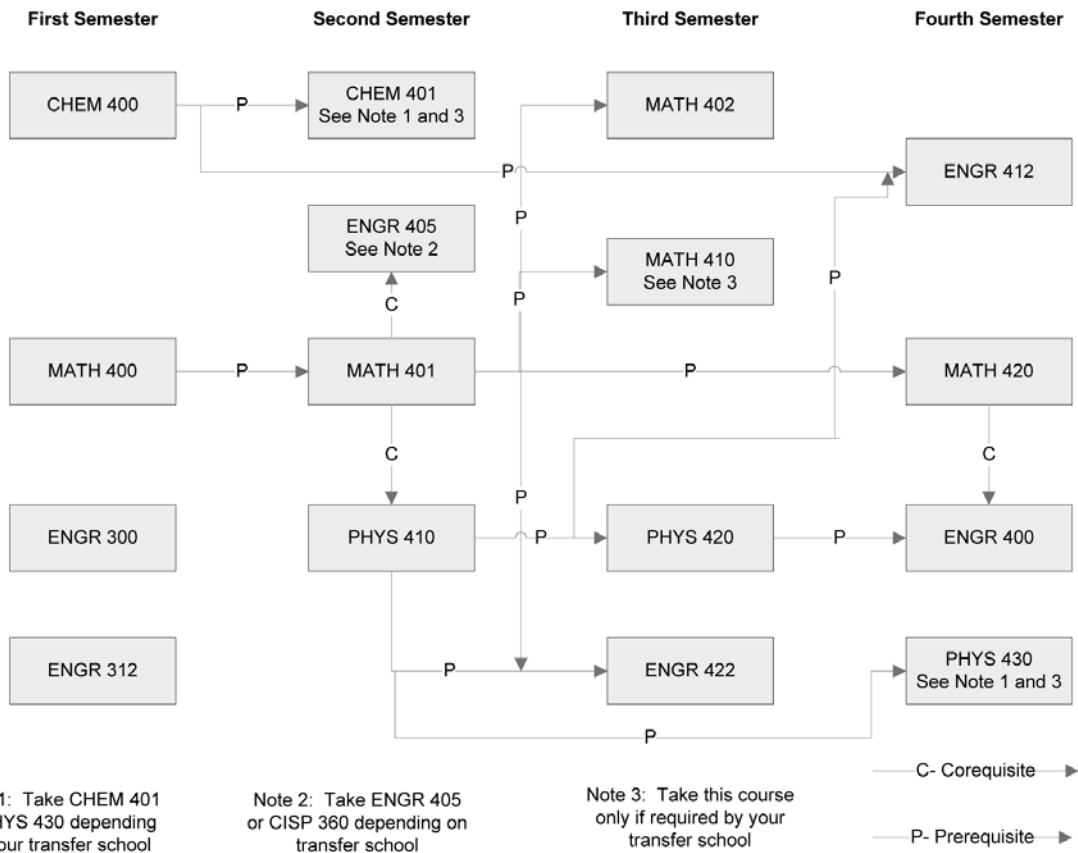 First Semester
Second Semester
Third Semester
Fourth Semester
CHEM 400
P
CHEM 401
See Note 1 and 3
MATH 402
P
ENGR 412
ENGR 405
See Note 2
P
MATH 410
See Note 3
P
C
P
MATH 400
P
MATH 401
P
MATH 420
C
C
P
ENGR 300
PHYS 410
P
PHYS 420
P
ENGR 400
ENGR 312
P
ENGR 422
PHYS 430
See Note 1 and 3
P
C- Corequisite
P- Prerequisite
1: Take CHEM 401
HYS 430 depending
our transfer school
Note 2: Take ENGR 405
or CISP 360 depending on
transfer school
Note 3: Take this course
only if required by your
transfer school